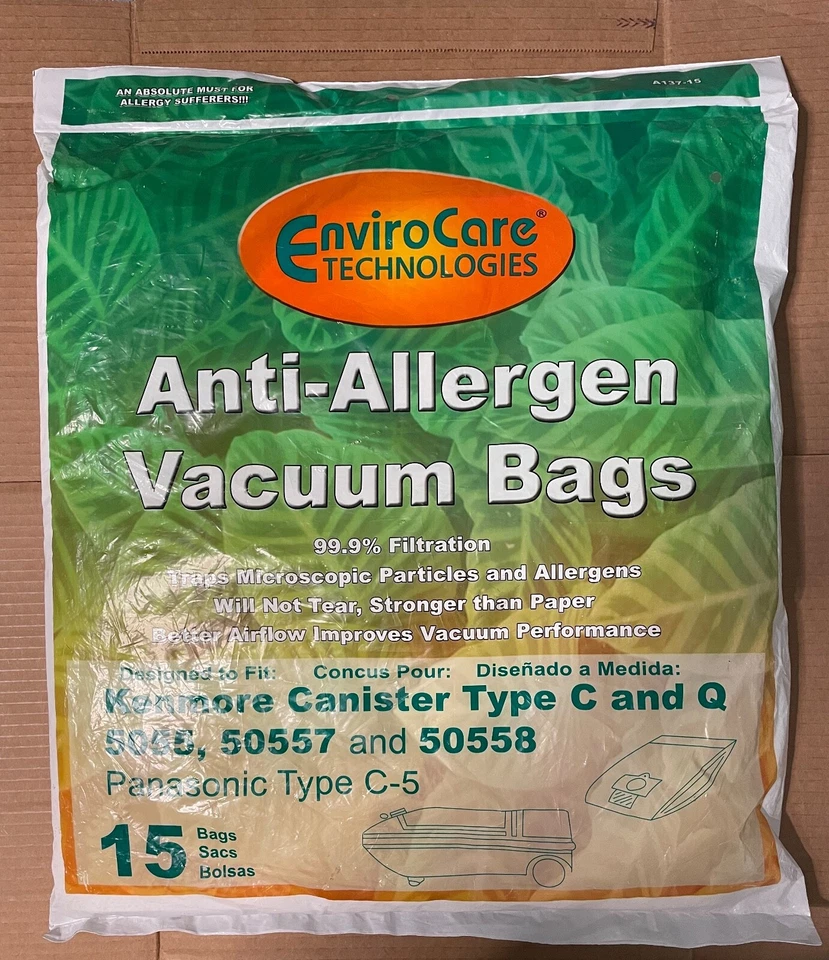 AN ABSOLUTE MUST FOR
ALLERGY SUFFERERS!!!
A137-15
EnviroCare®
TECHNOLOGIES
Anti-Allergen
Vacuum Bags
99.9% Filtration
Traps Microscopic Particles and Allergens
Will Not Tear, Stronger than Paper
Better Airflow Improves Vacuum Performance
Designed to Fit: Concus Pour: Diseñado a Medida:
Kenmore Canister Type C and Q
5055, 50557 and 50558
Panasonic Type C-5
15 Bags
Sacs
Bolsas